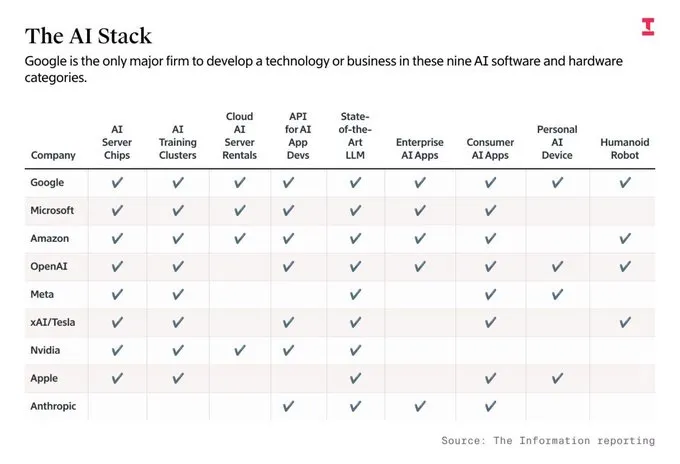 The AI Stack
Google is the only major firm to develop a technology or business in these nine AI software and hardware
categories.
Company AI Server Chips AI Training Clusters Cloud AI Server Rentals API for AI App Devs State-of-the-Art LLM Enterprise AI Apps Consumer AI Apps Personal AI Device Humanoid Robot
Google ✓ ✓ ✓ ✓ ✓ ✓ ✓ ✓ ✓
Microsoft ✓ ✓ ✓ ✓ ✓ ✓ ✓
Amazon ✓ ✓ ✓ ✓ ✓ ✓ ✓ ✓
OpenAI ✓ ✓ ✓ ✓ ✓ ✓ ✓ ✓
Meta ✓ ✓ ✓ ✓ ✓
xAI/Tesla ✓ ✓ ✓ ✓ ✓ ✓
Nvidia ✓ ✓ ✓ ✓ ✓
Apple ✓ ✓ ✓ ✓ ✓
Anthropic ✓ ✓ ✓ ✓
Source: The Information reporting